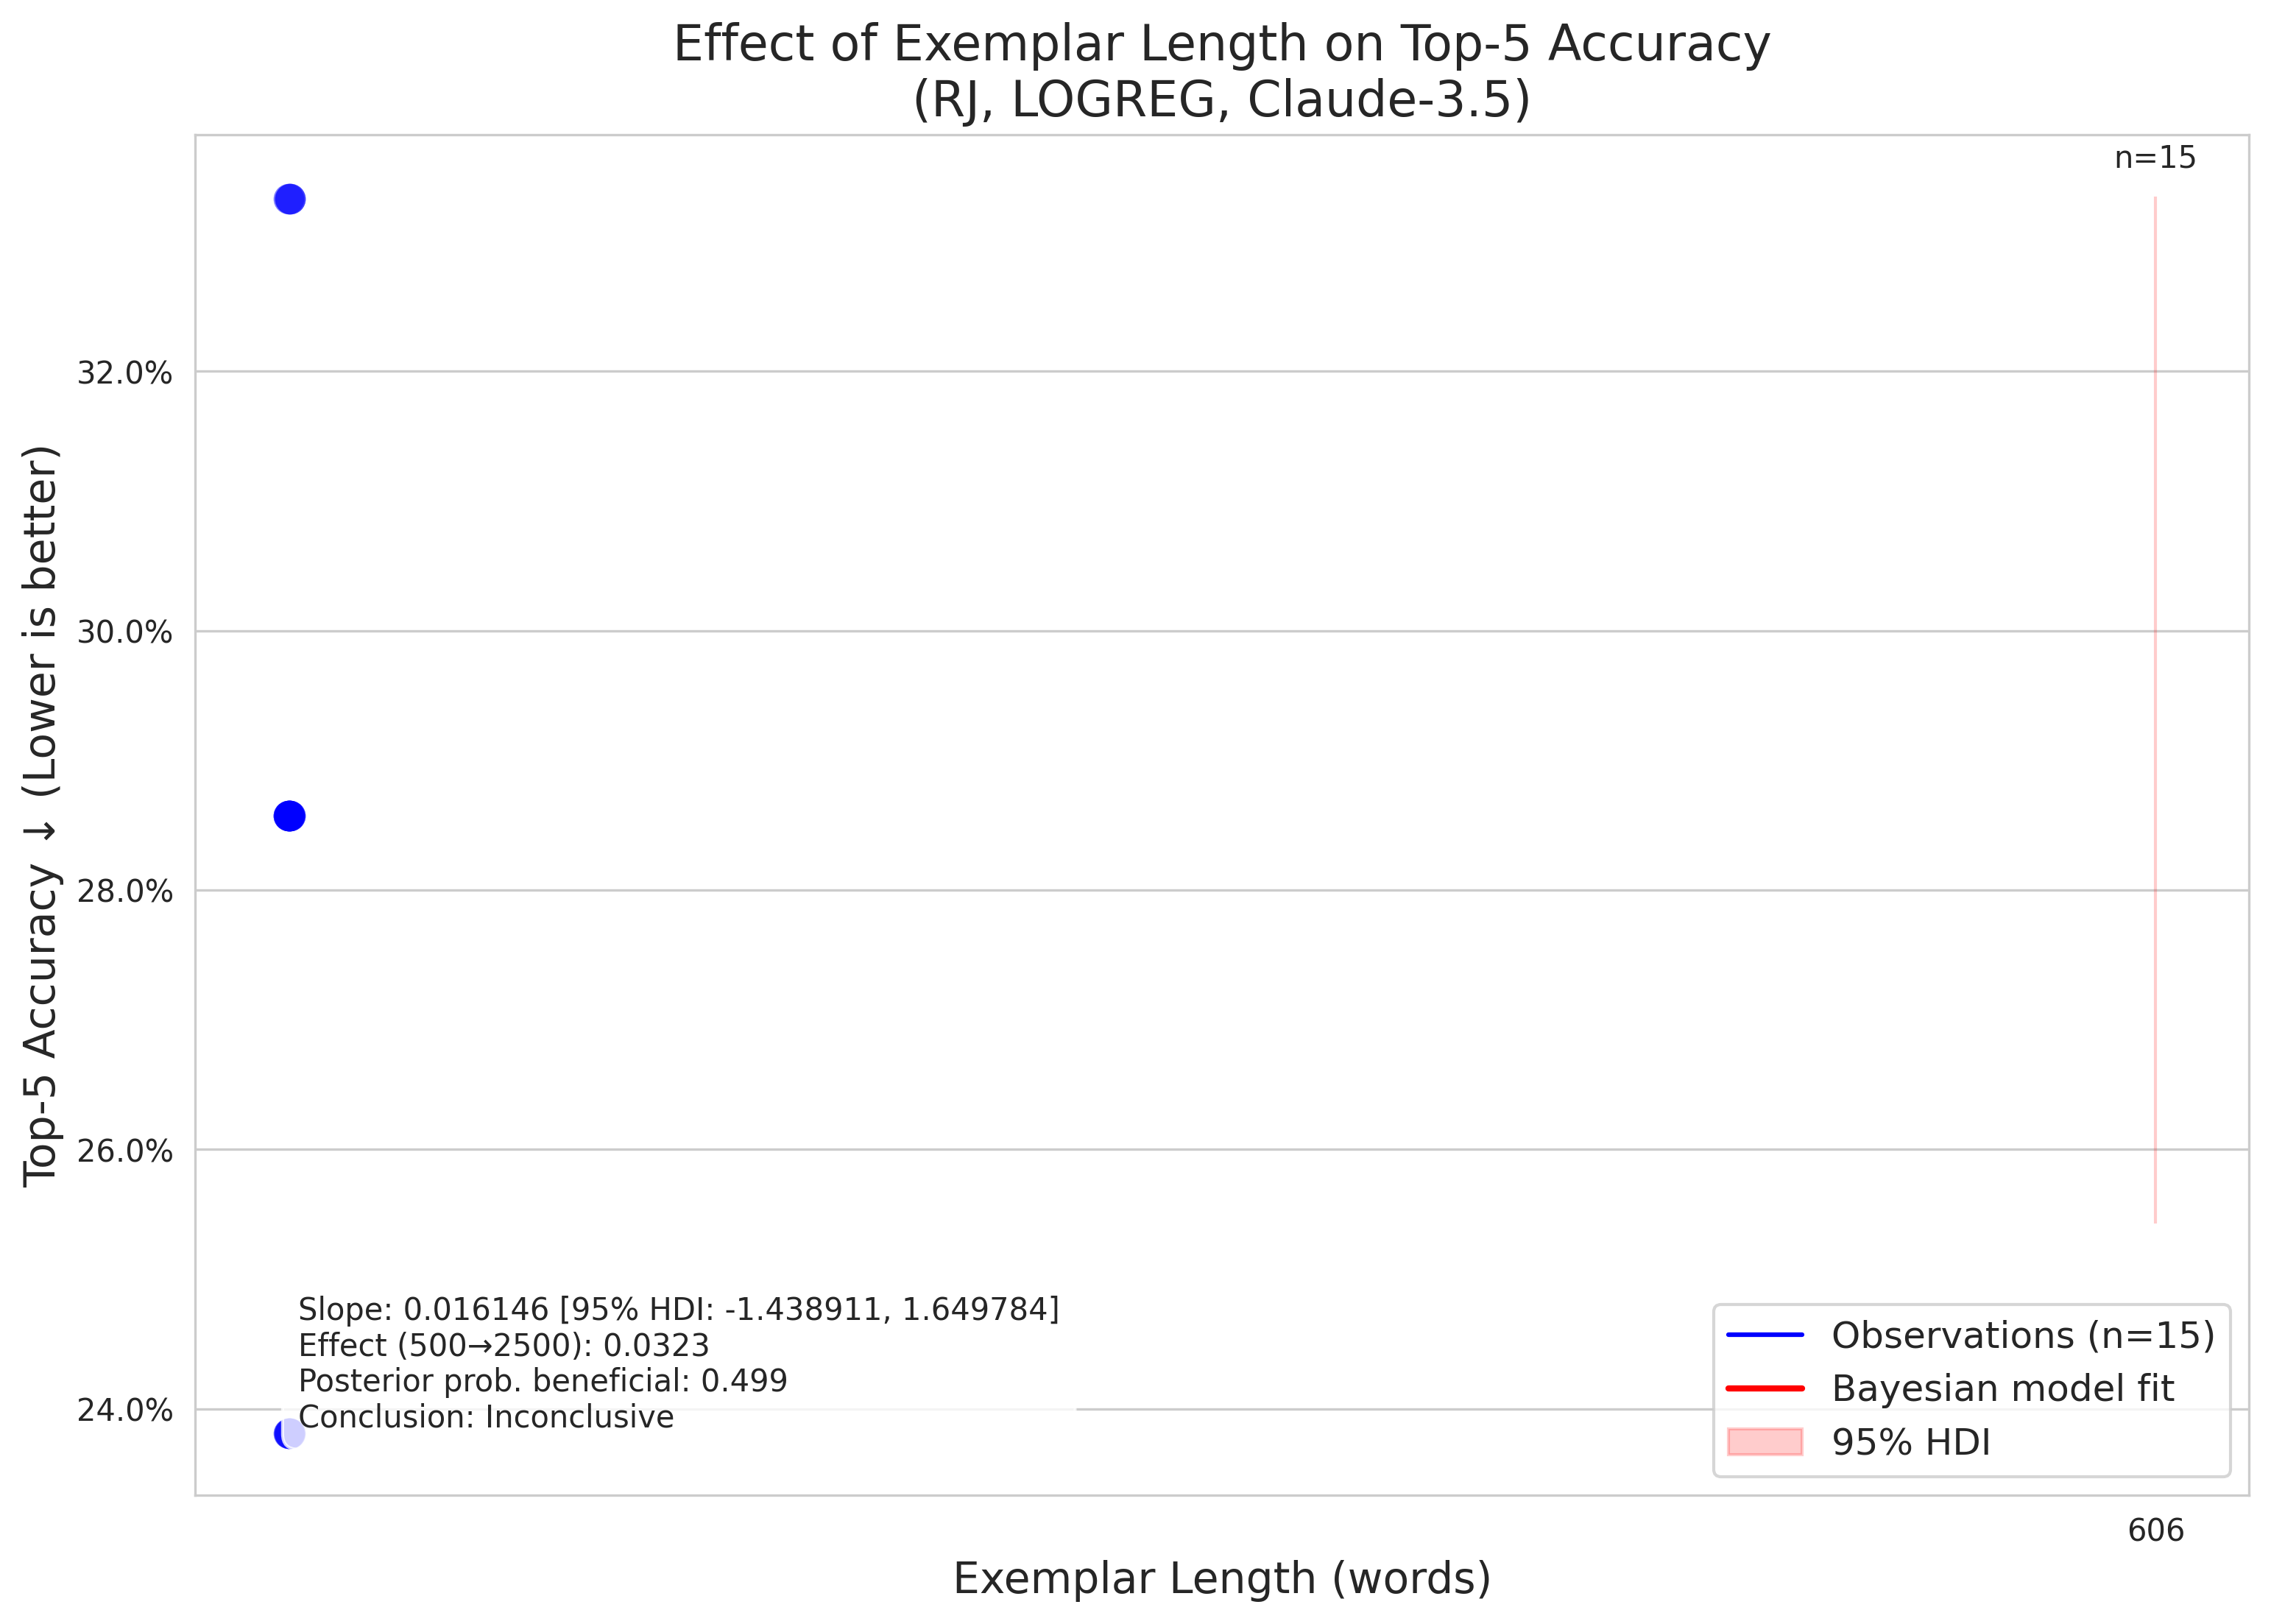 Effect of Exemplar Length on Top-5 Accuracy
(RJ, LOGREG, Claude-3.5)
n=15
Top-5 Accuracy ↓ (Lower is better)
32.0%
30.0%
28.0%
26.0%
24.0%
Slope: 0.016146 [95% HDI: -1.438911, 1.649784]
Effect (500→2500): 0.0323
Posterior prob. beneficial: 0.499
Conclusion: Inconclusive
Observations (n=15)
Bayesian model fit
95% HDI
606
Exemplar Length (words)